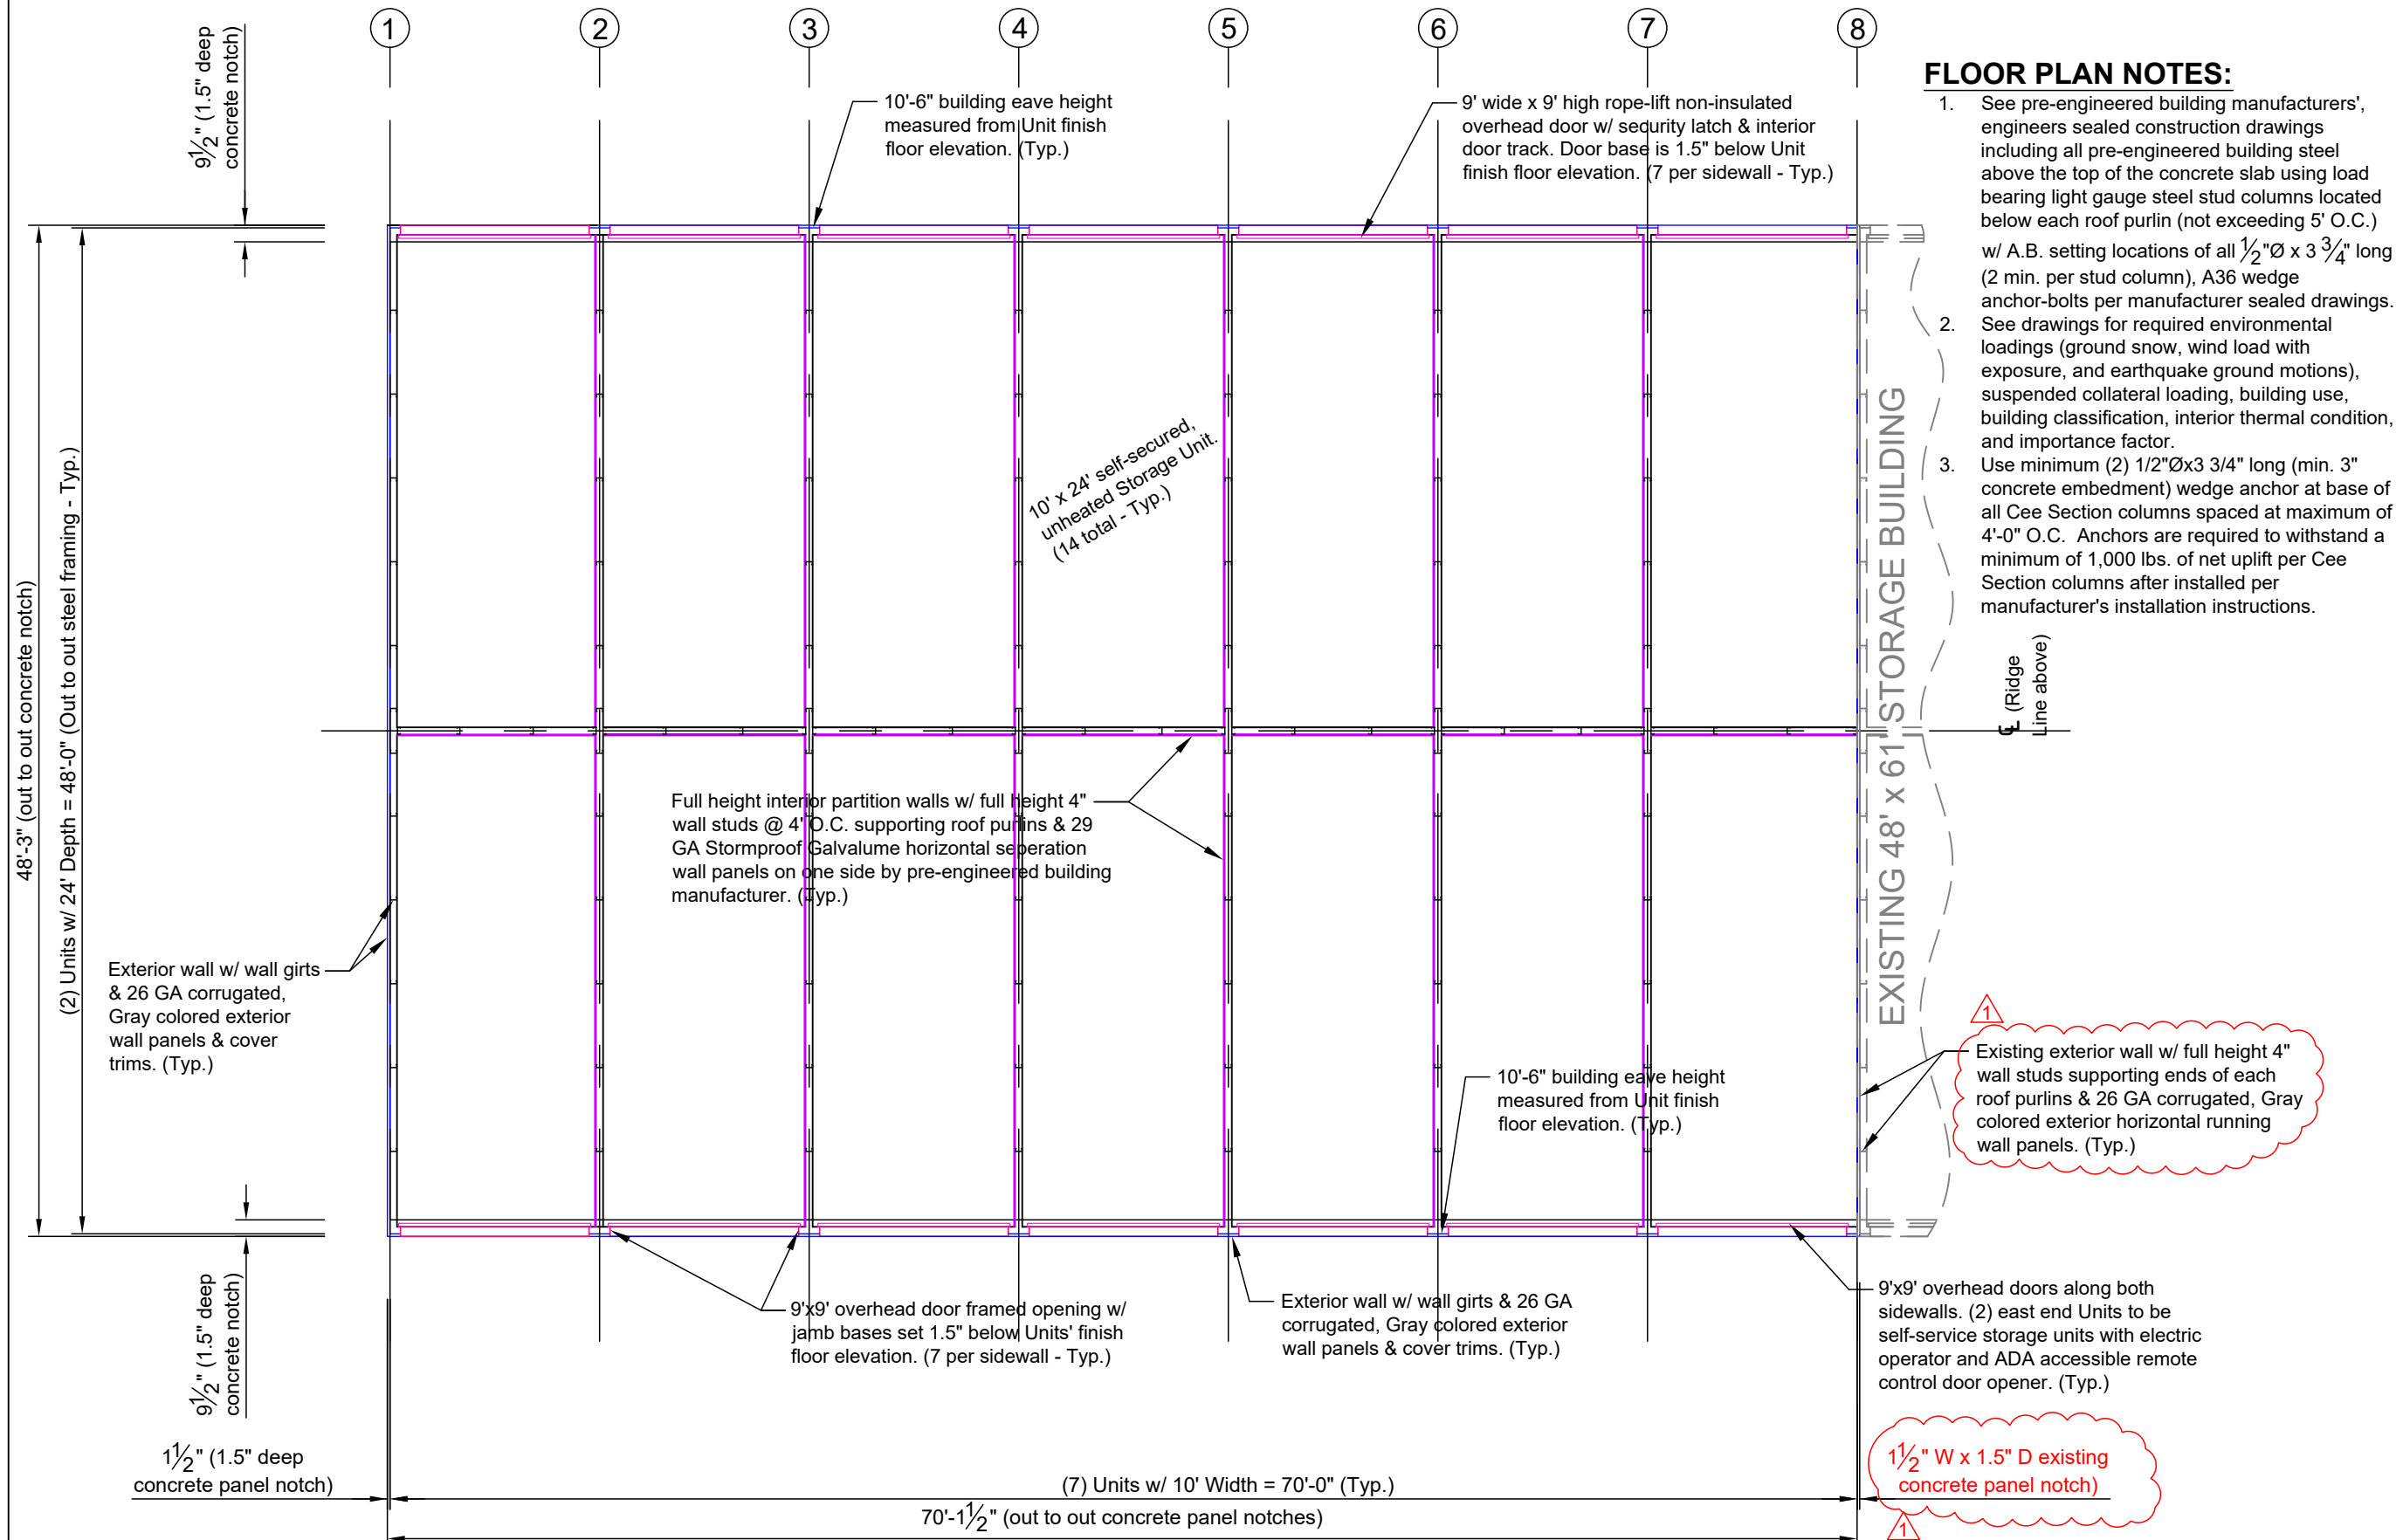 1 2 3 4 5 6 7 8
9 1/2" (1.5" deep
concrete notch)
10'-6" building eave height
measured from Unit finish
floor elevation. (Typ.)
9' wide x 9' high rope-lift non-insulated
overhead door w/ security latch & interior
door track. Door base is 1.5" below Unit
finish floor elevation. (7 per sidewall - Typ.)
FLOOR PLAN NOTES:
1. See pre-engineered building manufacturers',
engineers sealed construction drawings
including all pre-engineered building steel
above the top of the concrete slab using load
bearing light gauge steel stud columns located
below each roof purlin (not exceeding 5' O.C.)
w/ A.B. setting locations of all 1/2"Ø x 3 3/4" long
(2 min. per stud column), A36 wedge
anchor-bolts per manufacturer sealed drawings.
2. See drawings for required environmental
loadings (ground snow, wind load with
exposure, and earthquake ground motions),
suspended collateral loading, building use,
building classification, interior thermal condition,
and importance factor.
3. Use minimum (2) 1/2"Øx3 3/4" long (min. 3"
concrete embedment) wedge anchor at base of
all Cee Section columns spaced at maximum of
4'-0" O.C. Anchors are required to withstand a
minimum of 1,000 lbs. of net uplift per Cee
Section columns after installed per
manufacturer's installation instructions.
48'-3" (out to out concrete notch)
(2) Units w/ 24' Depth = 48'-0" (Out to out steel framing - Typ.)
10' x 24' self-secured,
unheated Storage Unit.
(14 total - Typ.)
EXISTING 48' x 61' STORAGE BUILDING
℄ (Ridge
Line above)
Full height interior partition walls w/ full height 4"
wall studs @ 4' O.C. supporting roof purlins & 29
GA Stormproof Galvalume horizontal seperation
wall panels on one side by pre-engineered building
manufacturer. (Typ.)
Exterior wall w/ wall girts
& 26 GA corrugated,
Gray colored exterior
wall panels & cover
trims. (Typ.)
1
Existing exterior wall w/ full height 4"
wall studs supporting ends of each
roof purlins & 26 GA corrugated, Gray
colored exterior horizontal running
wall panels. (Typ.)
10'-6" building eave height
measured from Unit finish
floor elevation. (Typ.)
9 1/2" (1.5" deep
concrete notch)
9'x9' overhead door framed opening w/
jamb bases set 1.5" below Units' finish
floor elevation. (7 per sidewall - Typ.)
Exterior wall w/ wall girts & 26 GA
corrugated, Gray colored exterior
wall panels & cover trims. (Typ.)
9'x9' overhead doors along both
sidewalls. (2) east end Units to be
self-service storage units with electric
operator and ADA accessible remote
control door opener. (Typ.)
1 1/2" (1.5" deep
concrete panel notch)
(7) Units w/ 10' Width = 70'-0" (Typ.)
70'-1 1/2" (out to out concrete panel notches)
1 1/2" W x 1.5" D existing
concrete panel notch)
1